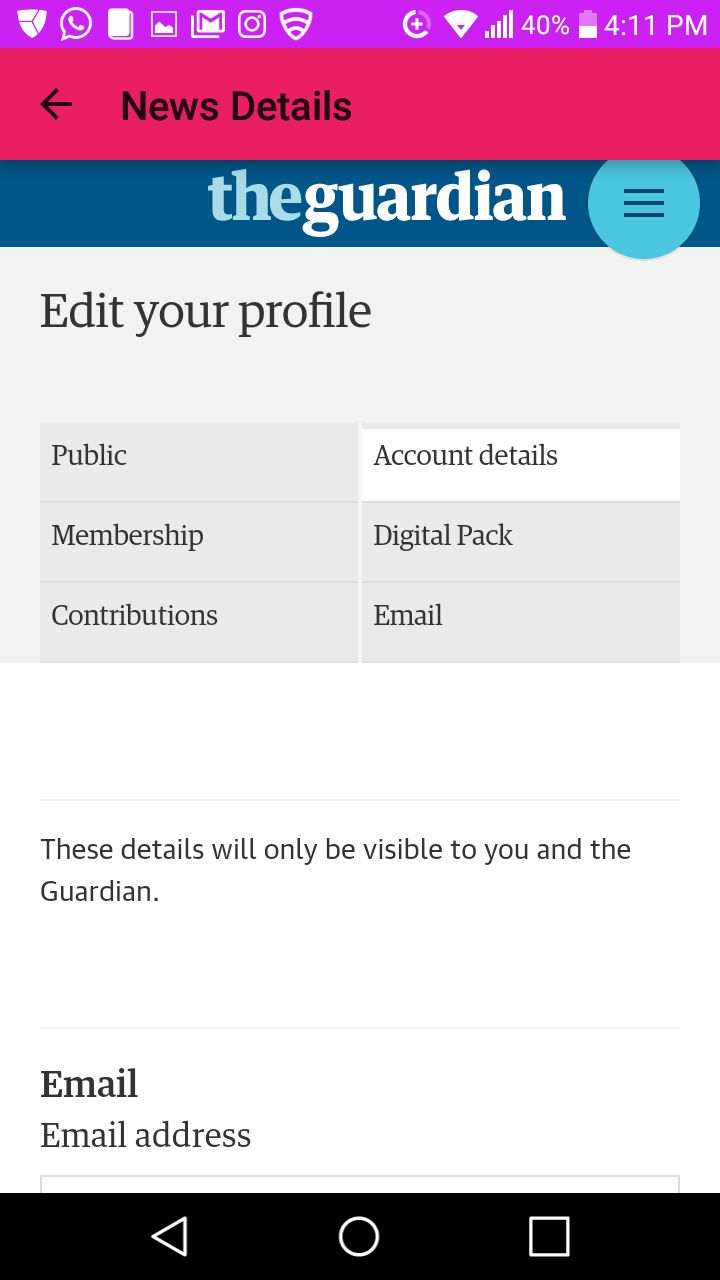 40% 4:11 PM
News Details
theguardian
Edit your profile
Public
Account details
Membership
Digital Pack
Contributions
Email
These details will only be visible to you and the
Guardian.
Email
Email address